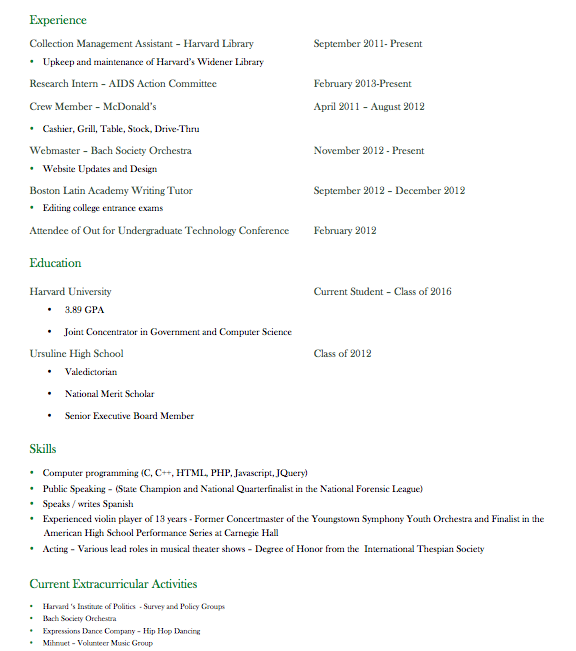 Experience
Collection Management Assistant – Harvard Library September 2011- Present
• Upkeep and maintenance of Harvard's Widener Library
Research Intern – AIDS Action Committee February 2013-Present
Crew Member – McDonald's April 2011 – August 2012
• Cashier, Grill, Table, Stock, Drive-Thru
Webmaster – Bach Society Orchestra November 2012 - Present
• Website Updates and Design
Boston Latin Academy Writing Tutor September 2012 – December 2012
• Editing college entrance exams
Attendee of Out for Undergraduate Technology Conference February 2012
Education
Harvard University Current Student – Class of 2016
• 3.89 GPA
• Joint Concentrator in Government and Computer Science
Ursuline High School Class of 2012
• Valedictorian
• National Merit Scholar
• Senior Executive Board Member
Skills
• Computer programming (C, C++, HTML, PHP, Javascript, JQuery)
• Public Speaking – (State Champion and National Quarterfinalist in the National Forensic League)
• Speaks / writes Spanish
• Experienced violin player of 13 years - Former Concertmaster of the Youngstown Symphony Youth Orchestra and Finalist in the
American High School Performance Series at Carnegie Hall
• Acting – Various lead roles in musical theater shows – Degree of Honor from the International Thespian Society
Current Extracurricular Activities
• Harvard 's Institute of Politics - Survey and Policy Groups
• Bach Society Orchestra
• Expressions Dance Company – Hip Hop Dancing
• Mihnuet – Volunteer Music Group